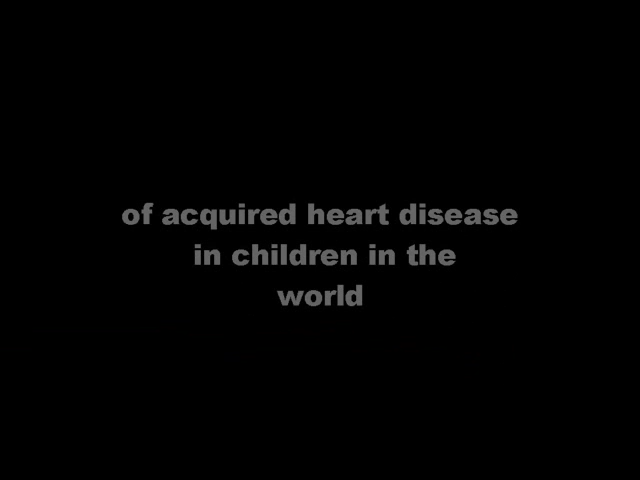 of acquired heart disease
in children in the
world